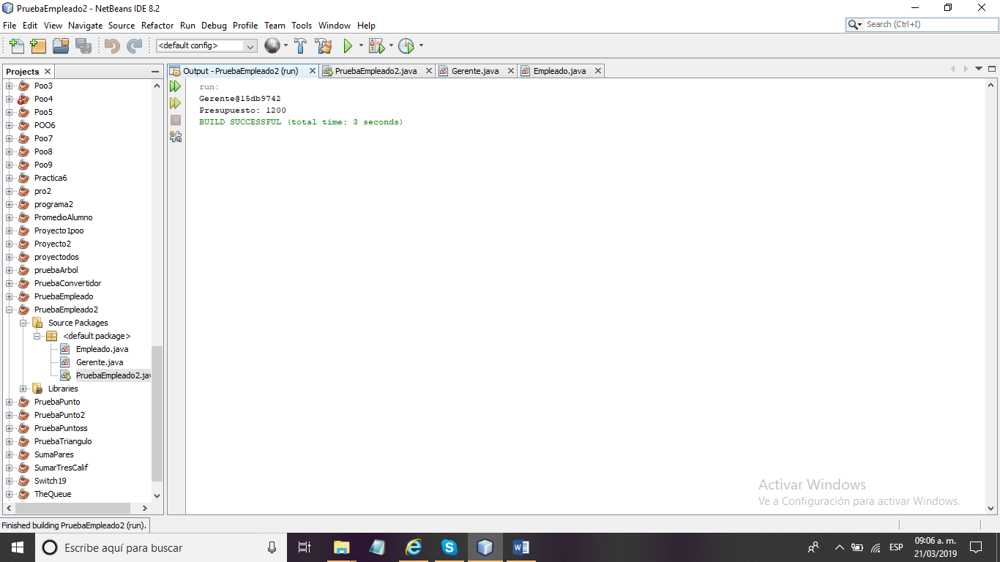 PruebaEmpleado2 - NetBeans IDE 8.2
File Edit View Navigate Source Refactor Run Debug Profile Team Tools Window Help
Search (Ctrl+I)
<default config>
Projects
Poo3
Poo4
Poo5
POO6
Poo7
Poo8
Poo9
Practica6
pro2
programa2
PromedioAlumno
Proyecto1poo
Proyecto2
proyectodos
pruebaArbol
PruebaConvertidor
PruebaEmpleado
PruebaEmpleado2
Source Packages
<default package>
Empleado.java
Gerente.java
PruebaEmpleado2.jav
Libraries
PruebaPunto
PruebaPunto2
PruebaPuntoss
PruebaTriangulo
SumaPares
SumarTresCalif
Switch19
TheQueue
Output - PruebaEmpleado2 (run) PruebaEmpleado2.java Gerente.java Empleado.java
run:
Gerente@15db9742
Presupuesto: 1200
BUILD SUCCESSFUL (total time: 3 seconds)
Activar Windows
Ve a Configuración para activar Windows.
Finished building PruebaEmpleado2 (run).
Escribe aquí para buscar
ESP
09:06 a. m.
21/03/2019